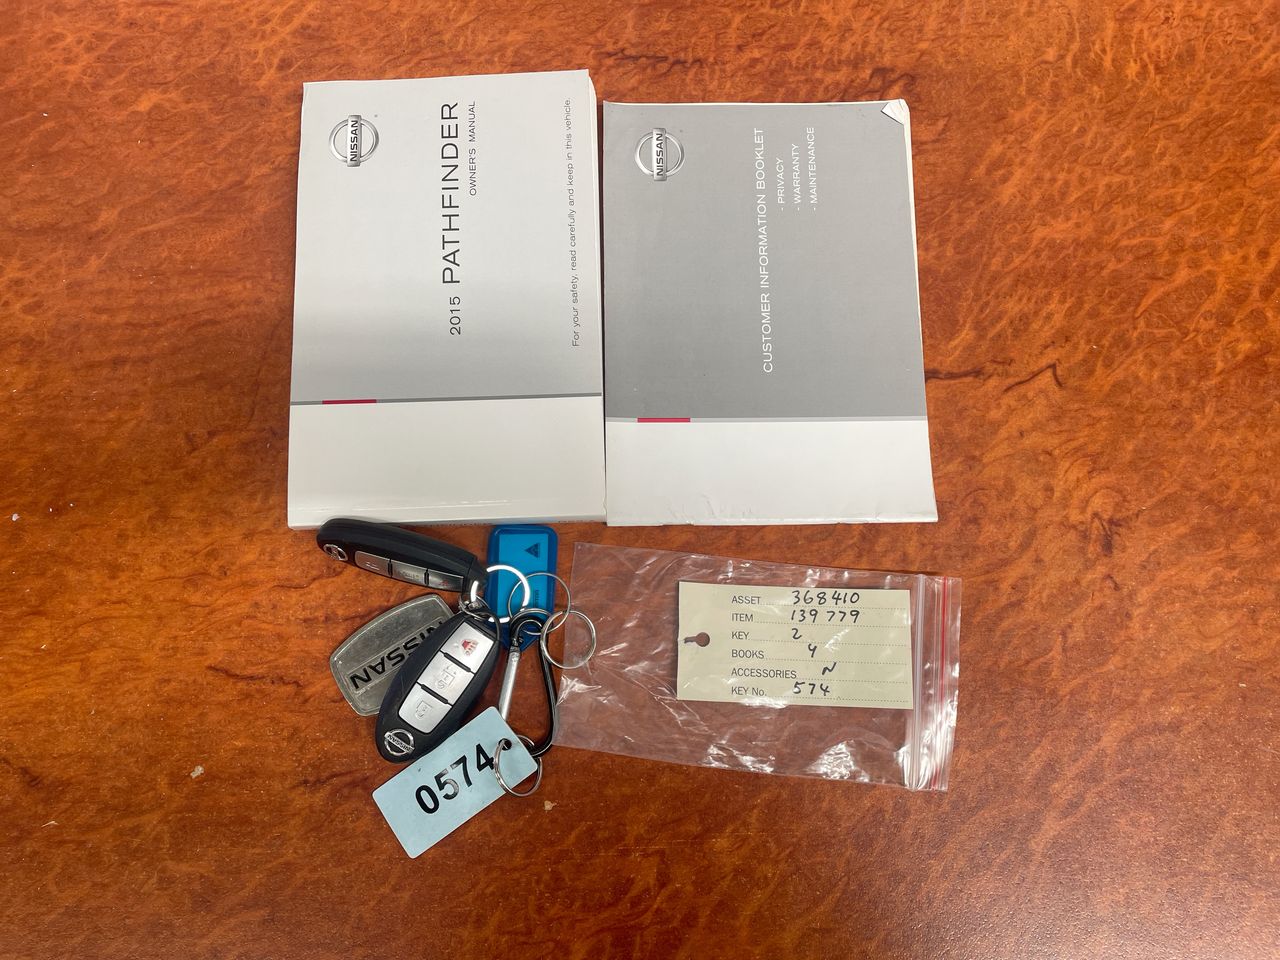 NISSAN
2015 PATHFINDER
OWNER'S MANUAL
For your safety, read carefully and keep in this vehicle.
NISSAN
CUSTOMER INFORMATION BOOKLET
- PRIVACY
- WARRANTY
- MAINTENANCE
NISSAN
0574
ASSET 368410
ITEM 139779
KEY 2
BOOKS 4
ACCESSORIES N
KEY No. 574